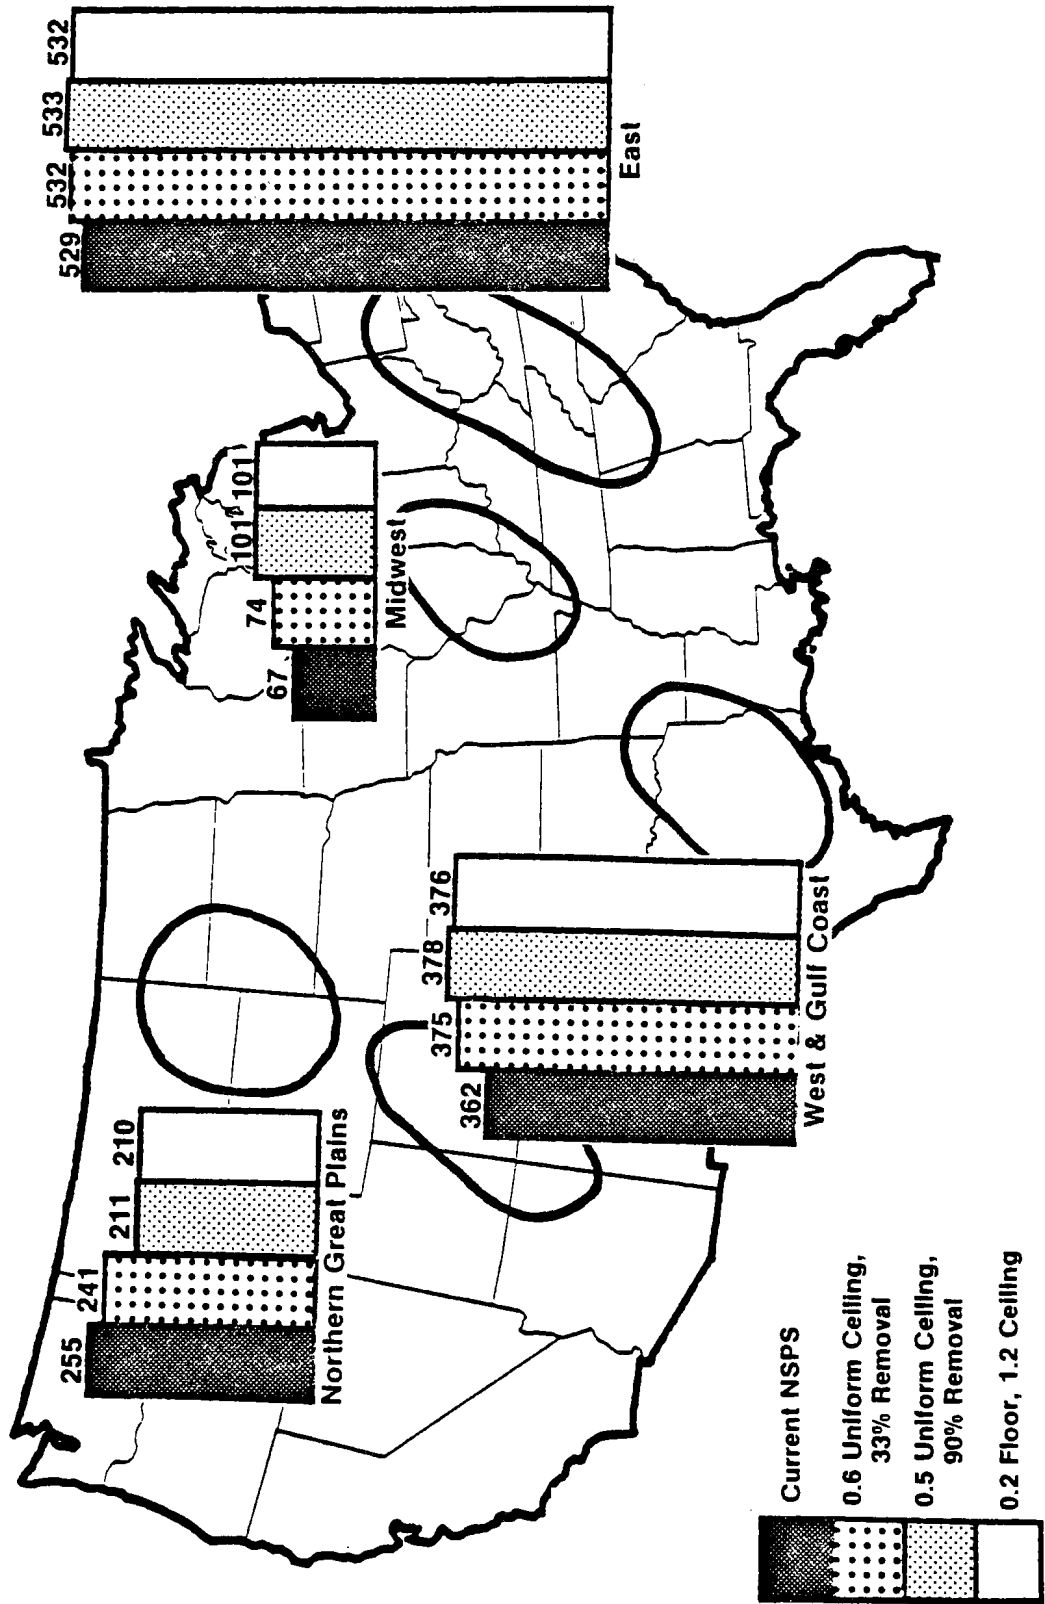 255
241
211
210
Northern Great Plains
362
375
378
376
West & Gulf Coast
67
74
101
101
Midwest
529
532
533
532
East
Current NSPS
0.6 Uniform Ceiling,
33% Removal
0.5 Uniform Ceiling,
90% Removal
0.2 Floor, 1.2 Ceiling